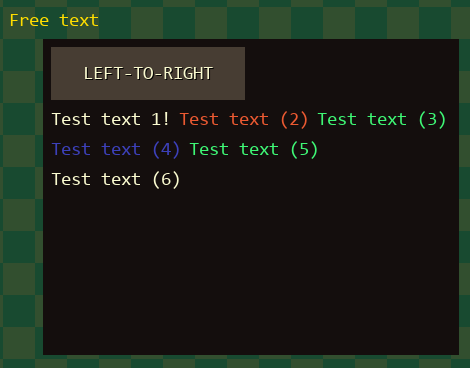 Free text
LEFT-TO-RIGHT
Test text 1! Test text (2) Test text (3)
Test text (4) Test text (5)
Test text (6)